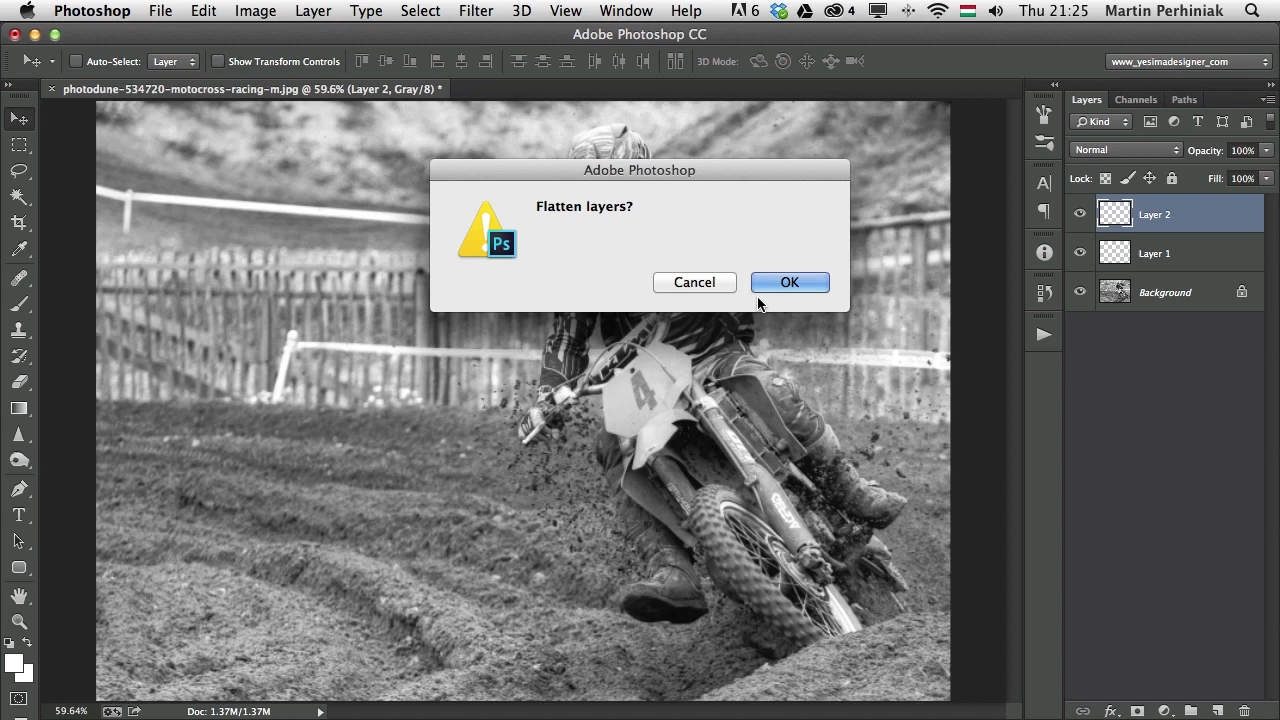 Photoshop File Edit Image Layer Type Select Filter 3D View Window Help 6 4 Thu 21:25 Martin Perhiniak
Adobe Photoshop CC
Auto-Select: Layer Show Transform Controls 3D Mode: www_yesimadesigner_com
× photodune-534720-motocross-racing-m.jpg @ 59.6% (Layer 2, Gray/8) *
Layers Channels Paths
Kind
Normal Opacity: 100%
Lock: Fill: 100%
Layer 2
Layer 1
Background
Adobe Photoshop
Flatten layers?
Ps
Cancel OK
4
ACERBIS
59.64% Doc: 1.37M/1.37M